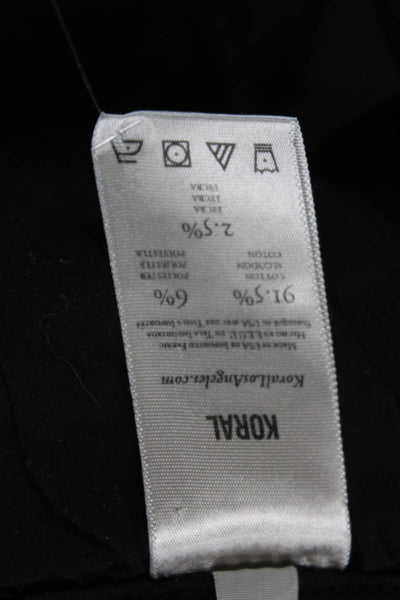 KORAL
KoralLosAngeles.com
Made in USA of Imported Fabric
Hecho en E.E.U.U. de Tela Importada
91.5% 6%
COTTON POLYESTER
ALGODON POLIESTER
COTON POLYESTER
2.5%
LYCRA
LYCRA
LYCRA